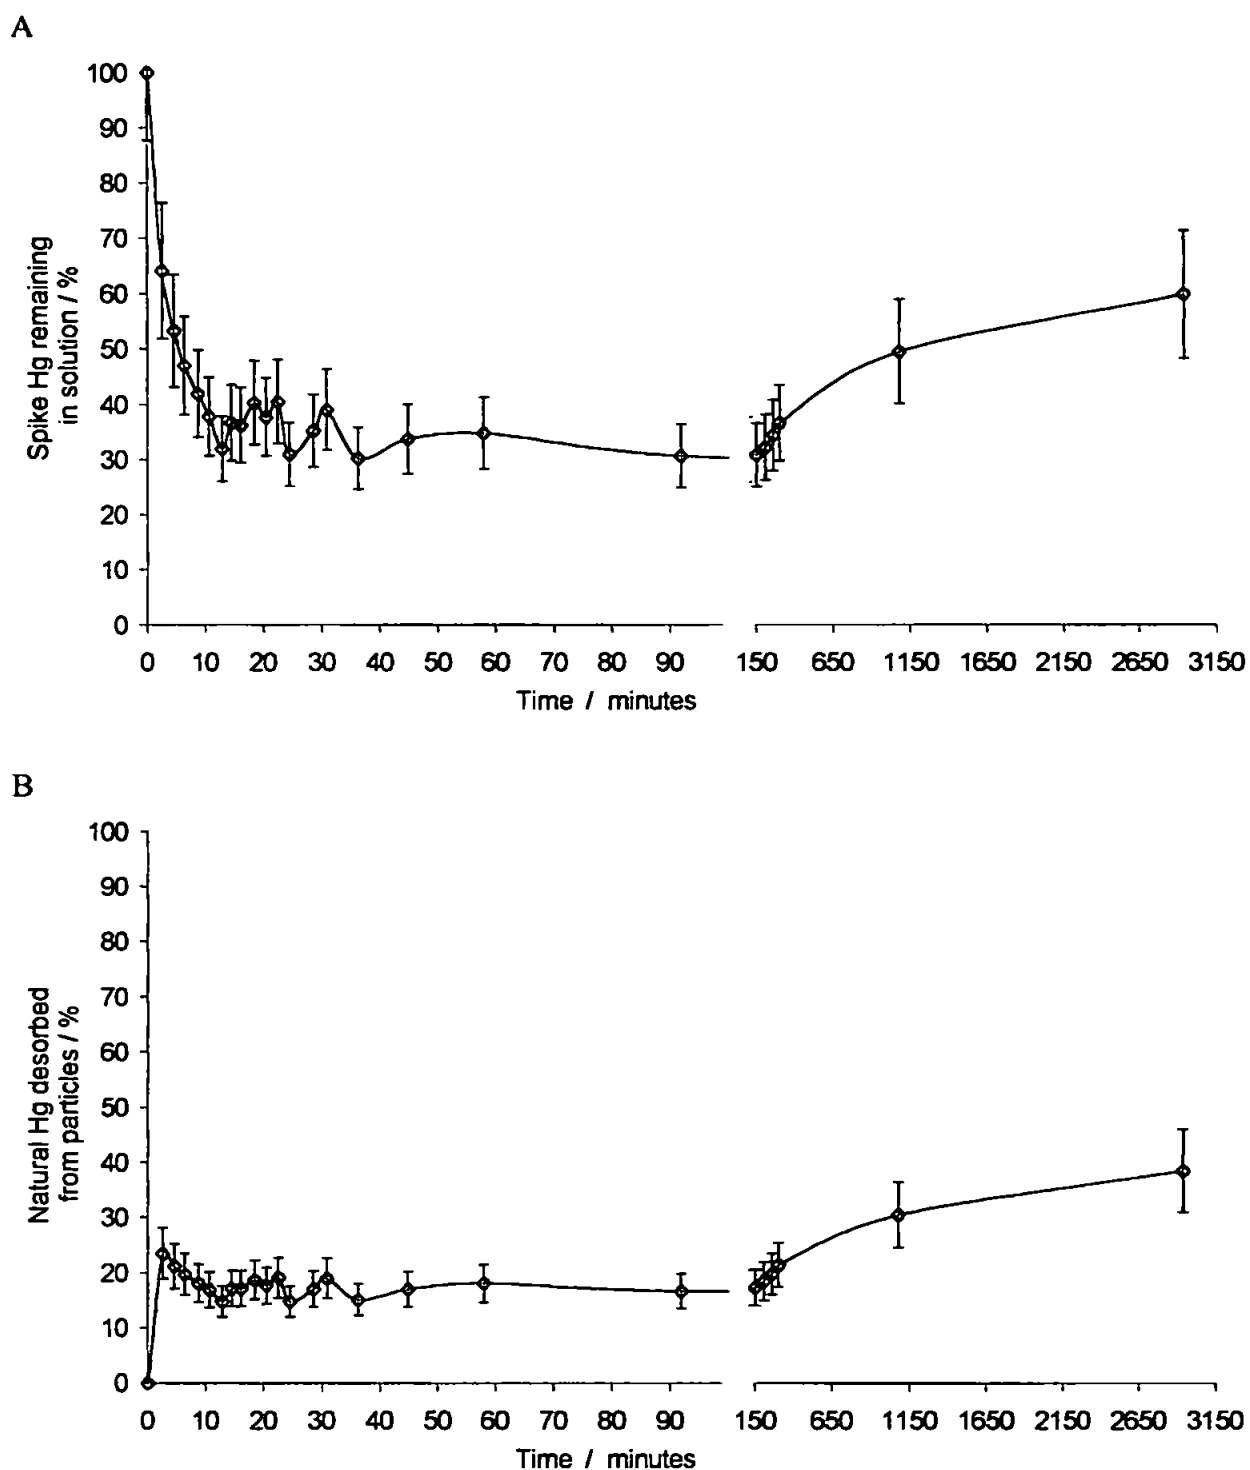 A
100
90
80
70
60
50
40
30
20
10
0
Spike Hg remaining
in solution / %
0 10 20 30 40 50 60 70 80 90 150 650 1150 1650 2150 2650 3150
Time / minutes
B
100
90
80
70
60
50
40
30
20
10
0
Natural Hg desorbed
from particles / %
0 10 20 30 40 50 60 70 80 90 150 650 1150 1650 2150 2650 3150
Time / minutes